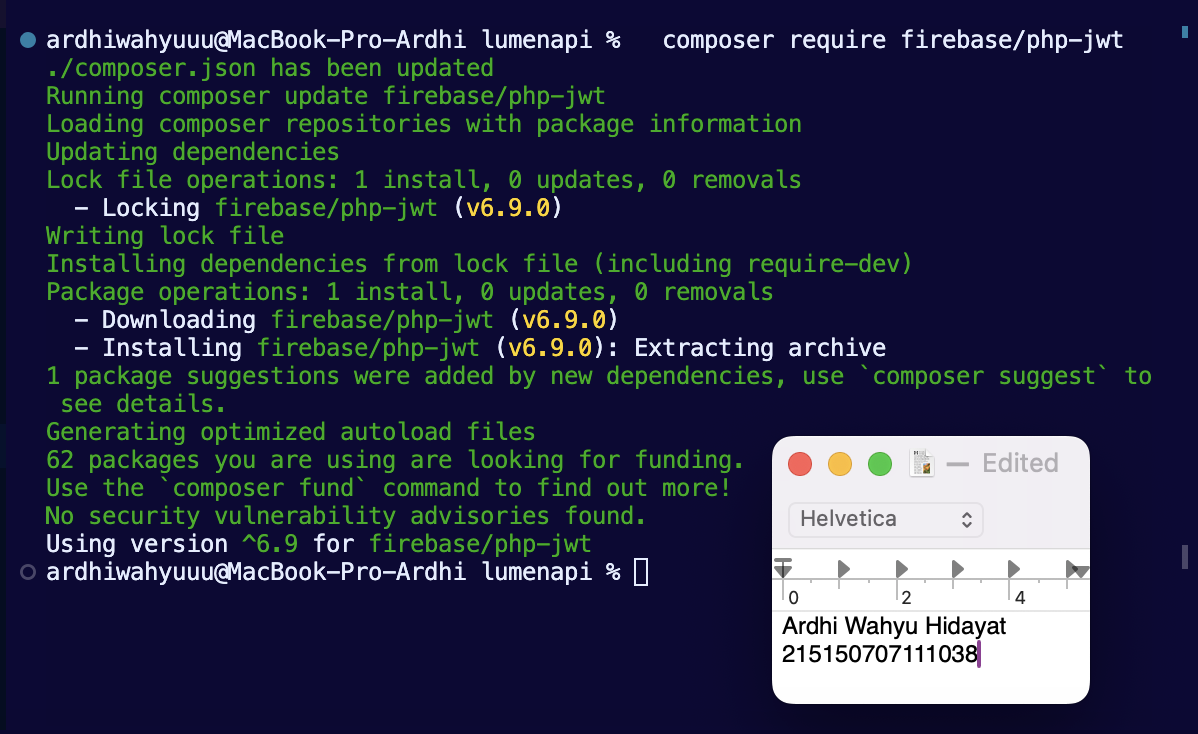 ardhiwahyuuu@MacBook-Pro-Ardhi lumenapi %   composer require firebase/php-jwt
./composer.json has been updated
Running composer update firebase/php-jwt
Loading composer repositories with package information
Updating dependencies
Lock file operations: 1 install, 0 updates, 0 removals
  - Locking firebase/php-jwt (v6.9.0)
Writing lock file
Installing dependencies from lock file (including require-dev)
Package operations: 1 install, 0 updates, 0 removals
  - Downloading firebase/php-jwt (v6.9.0)
  - Installing firebase/php-jwt (v6.9.0): Extracting archive
1 package suggestions were added by new dependencies, use `composer suggest` to
 see details.
Generating optimized autoload files
62 packages you are using are looking for funding.
Use the `composer fund` command to find out more!
No security vulnerability advisories found.
Using version ^6.9 for firebase/php-jwt
ardhiwahyuuu@MacBook-Pro-Ardhi lumenapi %
— Edited
Helvetica
0 2 4
Ardhi Wahyu Hidayat
215150707111038